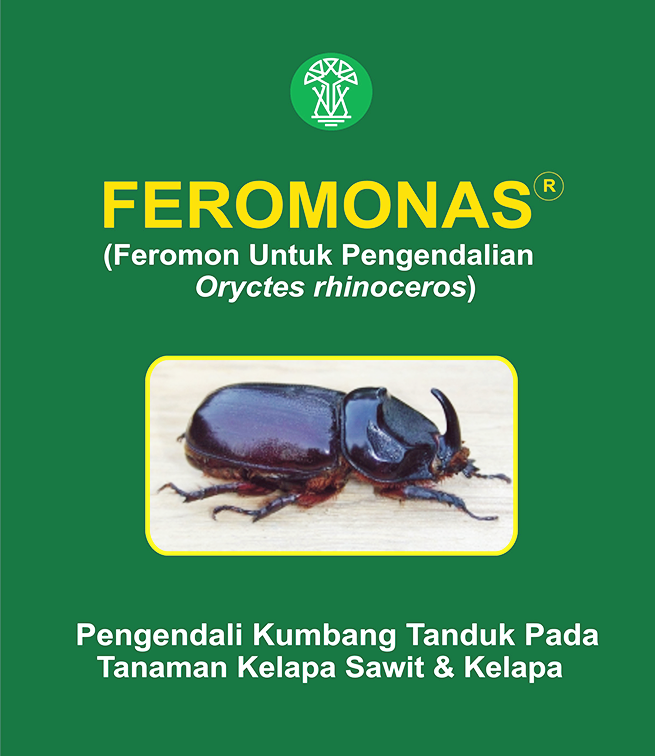 FEROMONAS®
(Feromon Untuk Pengendalian
Oryctes rhinoceros)
Pengendali Kumbang Tanduk Pada
Tanaman Kelapa Sawit & Kelapa